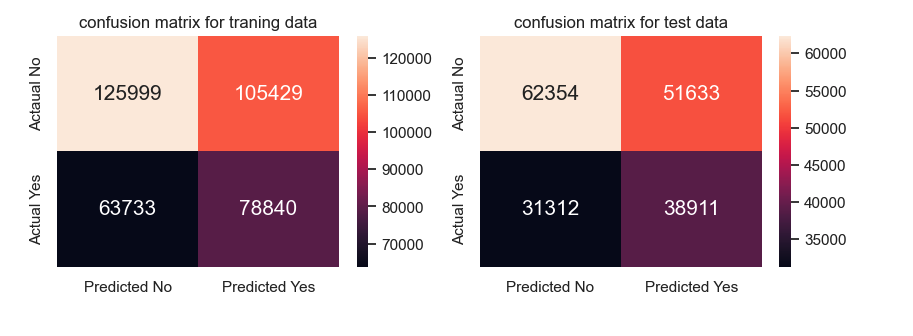 confusion matrix for traning data
Actaual No
Actual Yes
125999
105429
63733
78840
Predicted No
Predicted Yes
120000
110000
100000
90000
80000
70000
confusion matrix for test data
Actaual No
Actual Yes
62354
51633
31312
38911
Predicted No
Predicted Yes
60000
55000
50000
45000
40000
35000